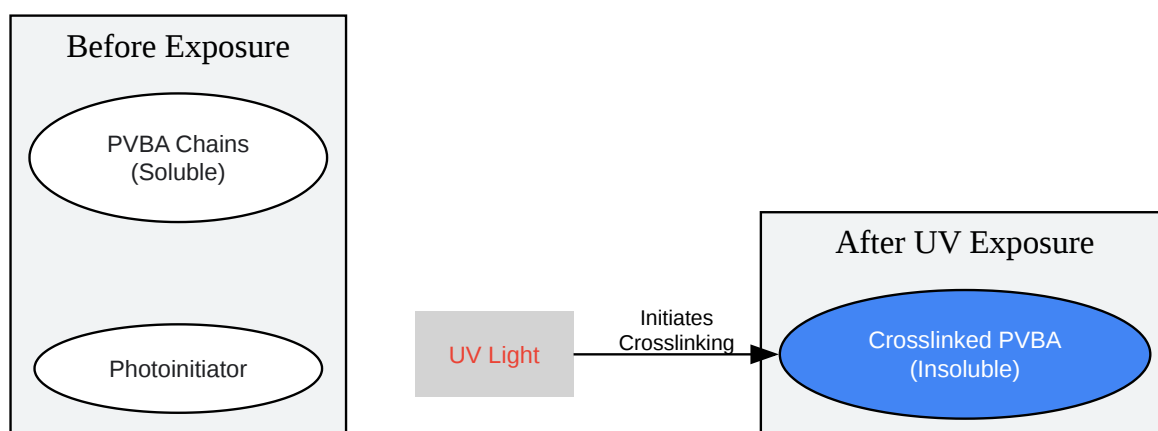 Before Exposure
PVBA Chains
(Soluble)
Photoinitiator
UV Light
Initiates
Crosslinking
After UV Exposure
Crosslinked PVBA
(Insoluble)